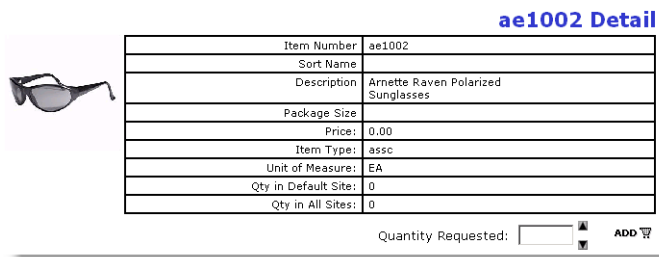 ae1002 Detail
Item Number ae1002
Sort Name
Description Arnette Raven Polarized
Sunglasses
Package Size
Price: 0.00
Item Type: assc
Unit of Measure: EA
Qty in Default Site: 0
Qty in All Sites: 0
Quantity Requested: ADD